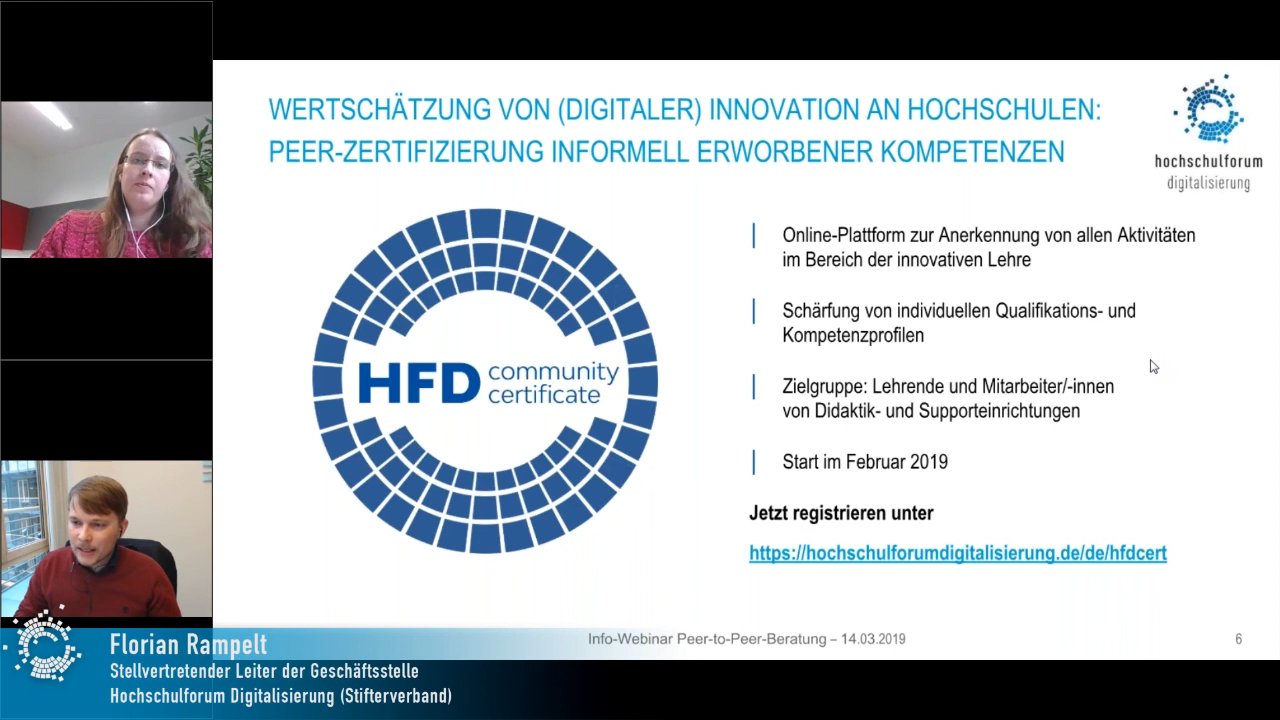 WERTSCHÄTZUNG VON (DIGITALER) INNOVATION AN HOCHSCHULEN:
PEER-ZERTIFIZIERUNG INFORMELL ERWORBENER KOMPETENZEN
hochschulforum
digitalisierung
HFD community
certificate
Online-Plattform zur Anerkennung von allen Aktivitäten
im Bereich der innovativen Lehre
Schärfung von individuellen Qualifikations- und
Kompetenzprofilen
Zielgruppe: Lehrende und Mitarbeiter/-innen
von Didaktik- und Supporteinrichtungen
Start im Februar 2019
Jetzt registrieren unter
https://hochschulforumdigitalisierung.de/de/hfdcert
Info-Webinar Peer-to-Peer-Beratung – 14.03.2019
6
Florian Rampelt
Stellvertretender Leiter der Geschäftsstelle
Hochschulforum Digitalisierung (Stifterverband)